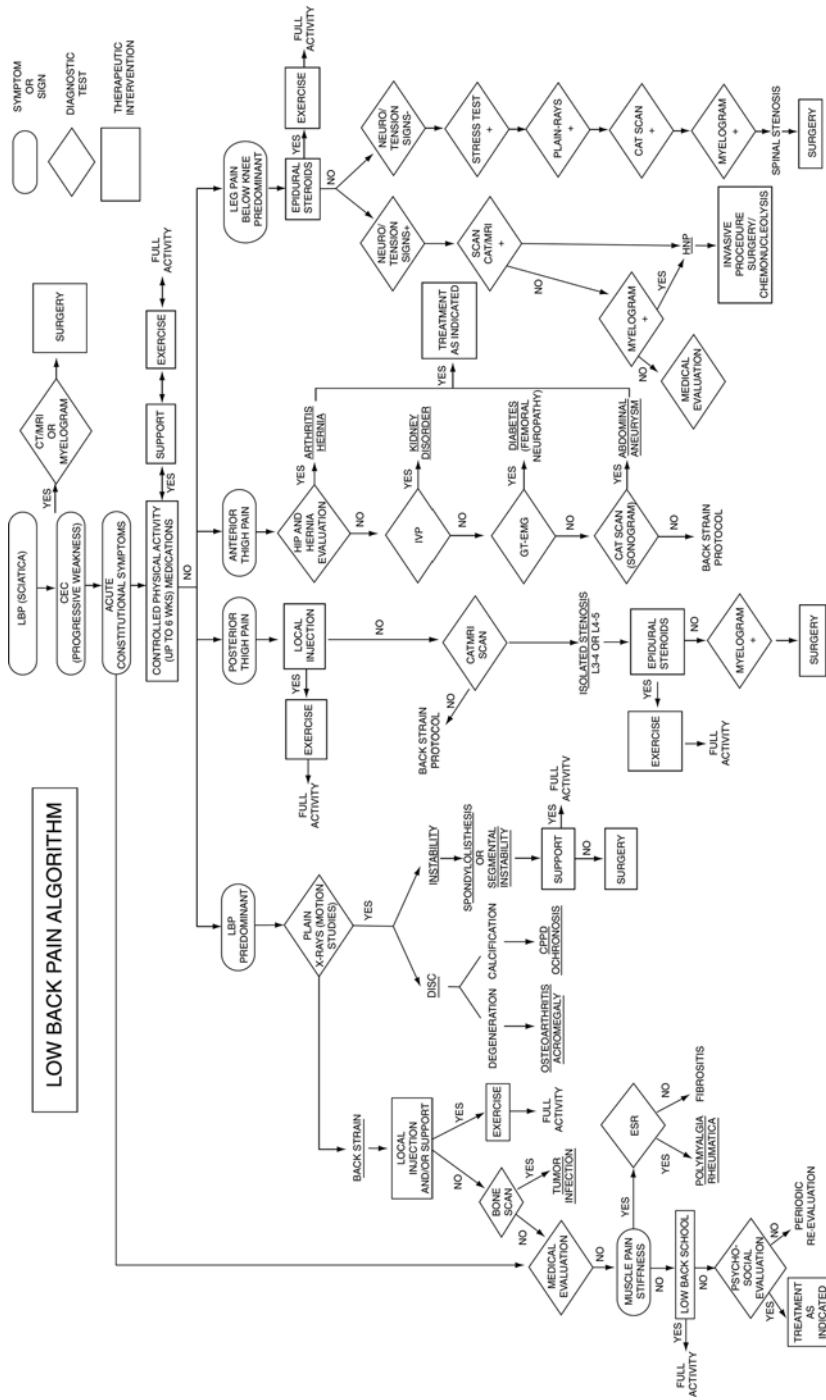 LOW BACK PAIN ALGORITHM
SYMPTOM
OR
SIGN
DIAGNOSTIC
TEST
THERAPEUTIC
INTERVENTION
LBP (SCIATICA)
CEC
(PROGRESSIVE WEAKNESS)
YES
CT/MRI
OR
MYELOGRAM
SURGERY
ACUTE
CONSTITUTIONAL SYMPTOMS
CONTROLLED PHYSICAL ACTIVITY
(UP TO 6 WKS) MEDICATIONS
YES
SUPPORT
EXERCISE
FULL
ACTIVITY
NO
LBP
PREDOMINANT
PLAIN
X-RAYS (MOTION
STUDIES)
YES
BACK STRAIN
LOCAL
INJECTION
AND/OR SUPPORT
YES
EXERCISE
FULL
ACTIVITY
NO
BONE
SCAN
YES
TUMOR
INFECTION
NO
MEDICAL
EVALUATION
NO
MUSCLE PAIN
STIFFNESS
YES
ESR
YES
POLYMYALGIA
RHEUMATICA
NO
FIBROSITIS
NO
LOW BACK SCHOOL
YES
FULL
ACTIVITY
NO
PSYCHO-
SOCIAL
EVALUATION
YES
TREATMENT
AS
INDICATED
NO
PERIODIC
RE-EVALUATION
DISC
DEGENERATION
OSTEOARTHRITIS
ACROMEGALY
CALCIFICATION
CPPD
OCHRONOSIS
INSTABILITY
SPONDYLOLISTHESIS
OR
SEGMENTAL
INSTABILITY
SUPPORT
YES
FULL
ACTIVITV
NO
SURGERY
POSTERIOR
THIGH PAIN
LOCAL
INJECTION
YES
EXERCISE
FULL
ACTIVITY
NO
CATMRI
SCAN
NO
BACK STRAIN
PROTOCOL
ISOLATED STENOSIS
L3-4 OR L4-5
EPIDURAL
STEROIDS
YES
EXERCISE
FULL
ACTIVITY
NO
MYELOGRAM
+
SURGERY
ANTERIOR
THIGH PAIN
HIP AND
HERNIA
EVALUATION
YES
ARTHRITIS
HERNIA
NO
IVP
YES
KIDNEY
DISORDER
NO
GT-EMG
YES
DIABETES
(FEMORAL
NEUROPATHY)
NO
CAT SCAN
(SONOGRAM)
YES
ABDOMINAL
ANEURYSM
NO
BACK STRAIN
PROTOCOL
YES
TREATMENT
AS INDICATED
LEG PAIN
BELOW KNEE
PREDOMINANT
EPIDURAL
STEROIDS
YES
EXERCISE
FULL
ACTIVITY
NO
NEURO/
TENSION
SIGNS+
SCAN
CAT/MRI
+
NO
MYELOGRAM
+
YES
NO
MEDICAL
EVALUATION
HNP
INVASIVE
PROCEDURE
SURGERY/
CHEMONUCLEOLYSIS
NEURO/
TENSION
SIGNS-
STRESS TEST
+
PLAIN-RAYS
+
CAT SCAN
+
MYELOGRAM
+
SPINAL STENOSIS
SURGERY